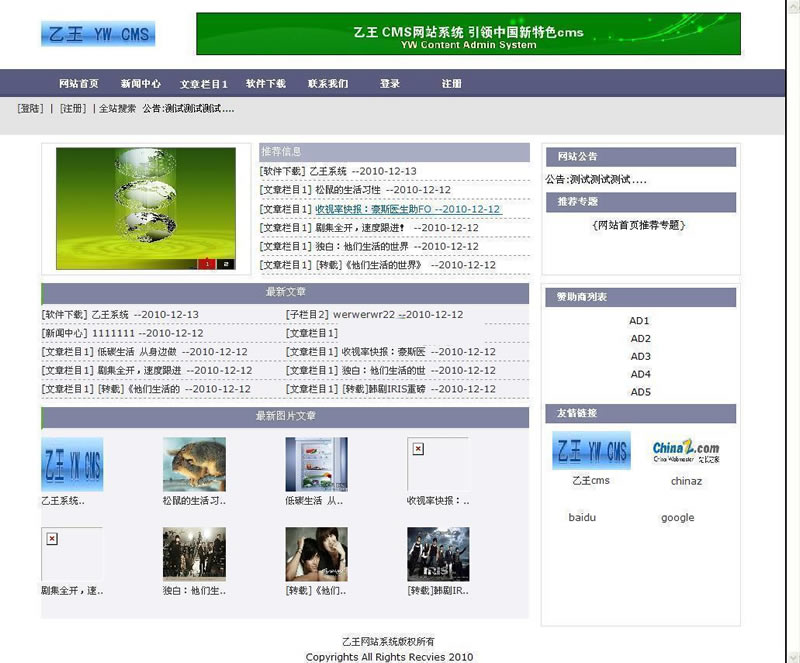 乙王 YW CMS
乙王 CMS网站系统 引领中国新特色cms
YW Content Admin System
网站首页 新闻中心 文章栏目1 软件下载 联系我们 登录 注册
[登陆] | [注册] | 全站搜索 公告:测试测试测试....
1 2
推荐信息
[软件下载] 乙王系统 --2010-12-13
[文章栏目1] 松鼠的生活习性 --2010-12-12
[文章栏目1] 收视率快报：豪斯医生助FO --2010-12-12
[文章栏目1] 剧集全开，速度跟进！ --2010-12-12
[文章栏目1] 独白：他们生活的世界 --2010-12-12
[文章栏目1] [转载]《他们生活的世界》 --2010-12-12
网站公告
公告:测试测试测试....
推荐专题
{网站首页推荐专题}
最新文章
[软件下载] 乙王系统 --2010-12-13
[子栏目2] werwerwr22 --2010-12-12
[新闻中心] 1111111 --2010-12-12
[文章栏目1]
[文章栏目1] 低碳生活 从身边做 --2010-12-12
[文章栏目1] 收视率快报：豪斯医 --2010-12-12
[文章栏目1] 剧集全开，速度跟进 --2010-12-12
[文章栏目1] 独白：他们生活的世 --2010-12-12
[文章栏目1] [转载]《他们生活的 --2010-12-12
[文章栏目1] [转载]韩剧IRIS重磅 --2010-12-12
赞助商列表
AD1
AD2
AD3
AD4
AD5
最新图片文章
乙王 YW CMS
乙王系统..
松鼠的生活习..
低碳生活 从..
收视率快报：..
IRIS
剧集全开，速..
独白：他们生..
[转载]《他们..
[转载]韩剧IR..
友情链接
乙王 YW CMS
ChinaZ.com
China Webmaster 站长之家
乙王cms
chinaz
baidu
google
乙王网站系统版权所有
Copyrights All Rights Recvies 2010